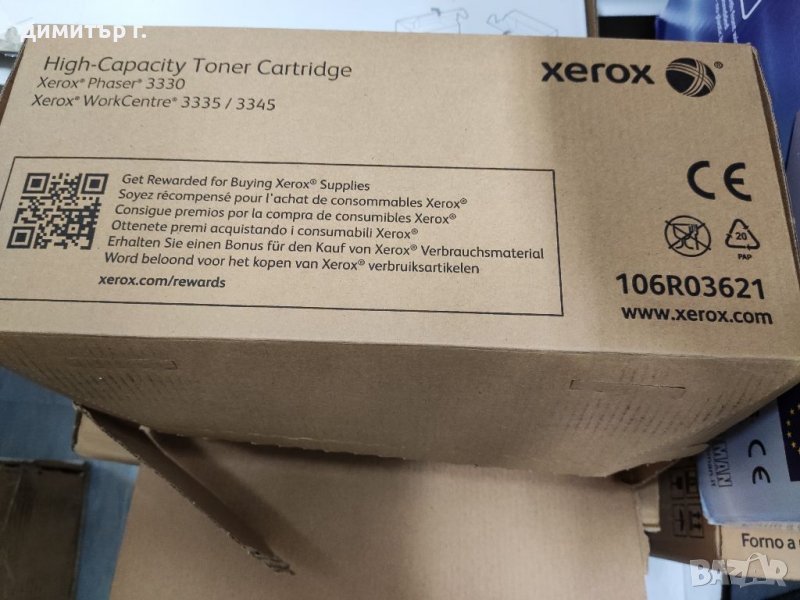 димитър г.
High-Capacity Toner Cartridge
Xerox® Phaser® 3330
Xerox® WorkCentre® 3335 / 3345
xerox®
Get Rewarded for Buying Xerox® Supplies
Soyez récompensé pour l'achat de consommables Xerox®
Consigue premios por la compra de consumibles Xerox®
Ottenete premi acquistando i consumabili Xerox®
Erhalten Sie einen Bonus für den Kauf von Xerox® Verbrauchsmaterial
Word beloond voor het kopen van Xerox® verbruiksartikelen
xerox.com/rewards
CE
20
PAP
106R03621
www.xerox.com
MAN
CE
Forno a
BAZAR